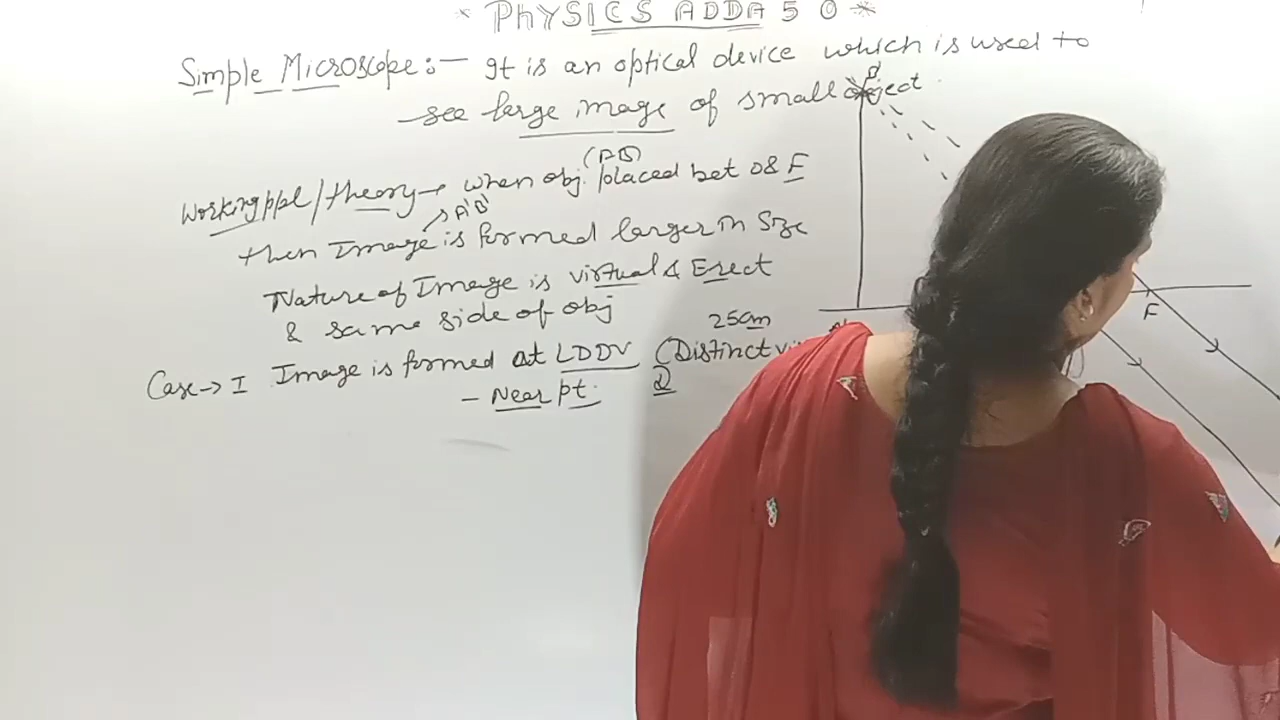 * PHYSICS ADDA 5 0 *
Simple Microscope :- It is an optical device which is used to
see large image of small object
B'
(AB)
Working ppl / theory → when obj. placed bet O & F
→ A'B'
then Image is formed larger in Size
Nature of Image is virtual & Erect
& same side of obj
F
25cm
Case → I Image is formed at LDDV (Distinct
- Near pt. D